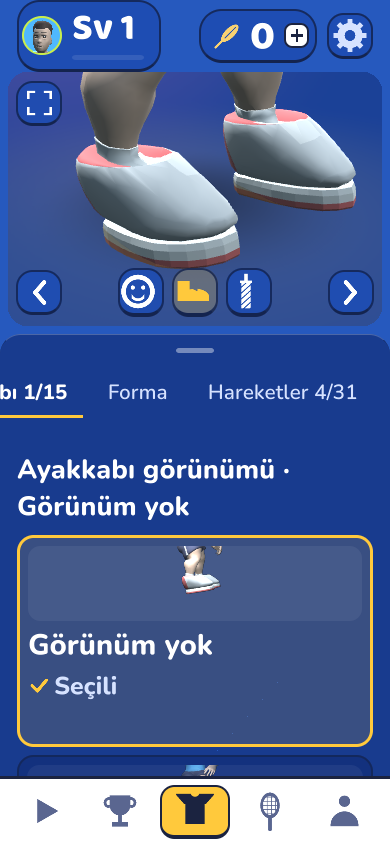 Sv 1
0
bı 1/15
Forma
Hareketler 4/31
Ayakkabı görünümü ·
Görünüm yok
Görünüm yok
Seçili